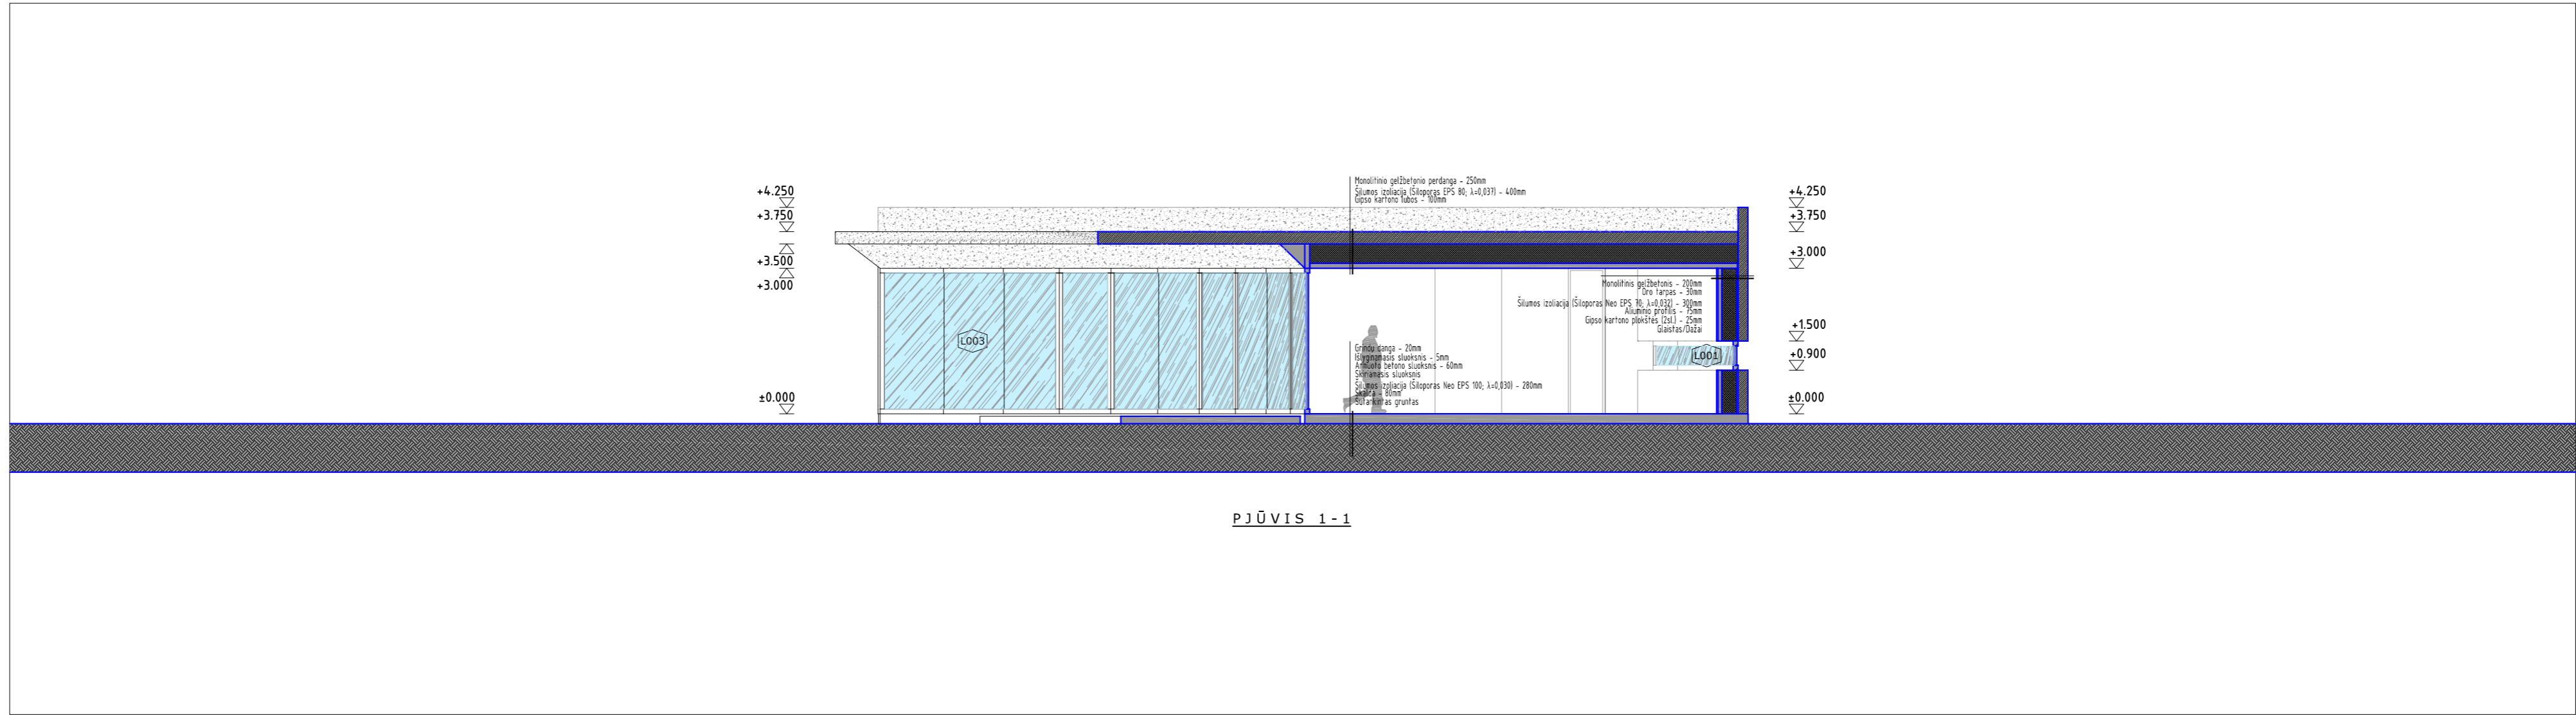 Monolitinio gelžbetonio perdanga - 250mm
Šilumos izoliacija (Šiloporas EPS 80; λ=0,037) - 400mm
Gipso kartono lubos - 100mm
+4.250
+3.750
+3.500
+3.000
±0.000
+4.250
+3.750
+3.000
+1.500
+0.900
±0.000
Monolitinis gelžbetonis - 200mm
Oro tarpas - 30mm
Šilumos izoliacija (Šiloporas Neo EPS 70; λ=0,032) - 300mm
Aliuminio profilis - 75mm
Gipso kartono plokštės (2sl.) - 25mm
Glaistas/Dažai
L003
L001
Grindų danga - 20mm
Išlyginamasis sluoksnis - 5mm
Armuoto betono sluoksnis - 60mm
Skiriamasis sluoksnis
Šilumos izoliacija (Šiloporas Neo EPS 100; λ=0,030) - 280mm
Skalda - 80mm
Sutankintas gruntas
PJŪVIS 1-1